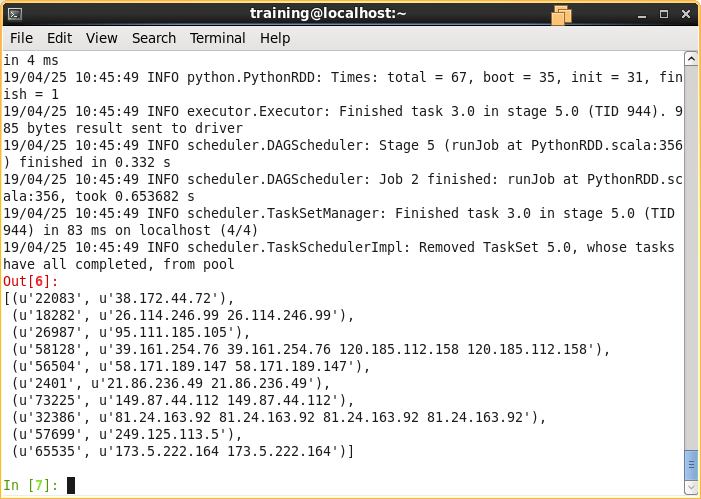 training@localhost:~
File Edit View Search Terminal Help
in 4 ms
19/04/25 10:45:49 INFO python.PythonRDD: Times: total = 67, boot = 35, init = 31, fin
ish = 1
19/04/25 10:45:49 INFO executor.Executor: Finished task 3.0 in stage 5.0 (TID 944). 9
85 bytes result sent to driver
19/04/25 10:45:49 INFO scheduler.DAGScheduler: Stage 5 (runJob at PythonRDD.scala:356
) finished in 0.332 s
19/04/25 10:45:49 INFO scheduler.DAGScheduler: Job 2 finished: runJob at PythonRDD.sc
ala:356, took 0.653682 s
19/04/25 10:45:49 INFO scheduler.TaskSetManager: Finished task 3.0 in stage 5.0 (TID
944) in 83 ms on localhost (4/4)
19/04/25 10:45:49 INFO scheduler.TaskSchedulerImpl: Removed TaskSet 5.0, whose tasks
have all completed, from pool
Out[6]:
[(u'22083', u'38.172.44.72'),
(u'18282', u'26.114.246.99 26.114.246.99'),
(u'26987', u'95.111.185.105'),
(u'58128', u'39.161.254.76 39.161.254.76 120.185.112.158 120.185.112.158'),
(u'56504', u'58.171.189.147 58.171.189.147'),
(u'2401', u'21.86.236.49 21.86.236.49'),
(u'73225', u'149.87.44.112 149.87.44.112'),
(u'32386', u'81.24.163.92 81.24.163.92 81.24.163.92 81.24.163.92'),
(u'57699', u'249.125.113.5'),
(u'65535', u'173.5.222.164 173.5.222.164')]
In [7]: